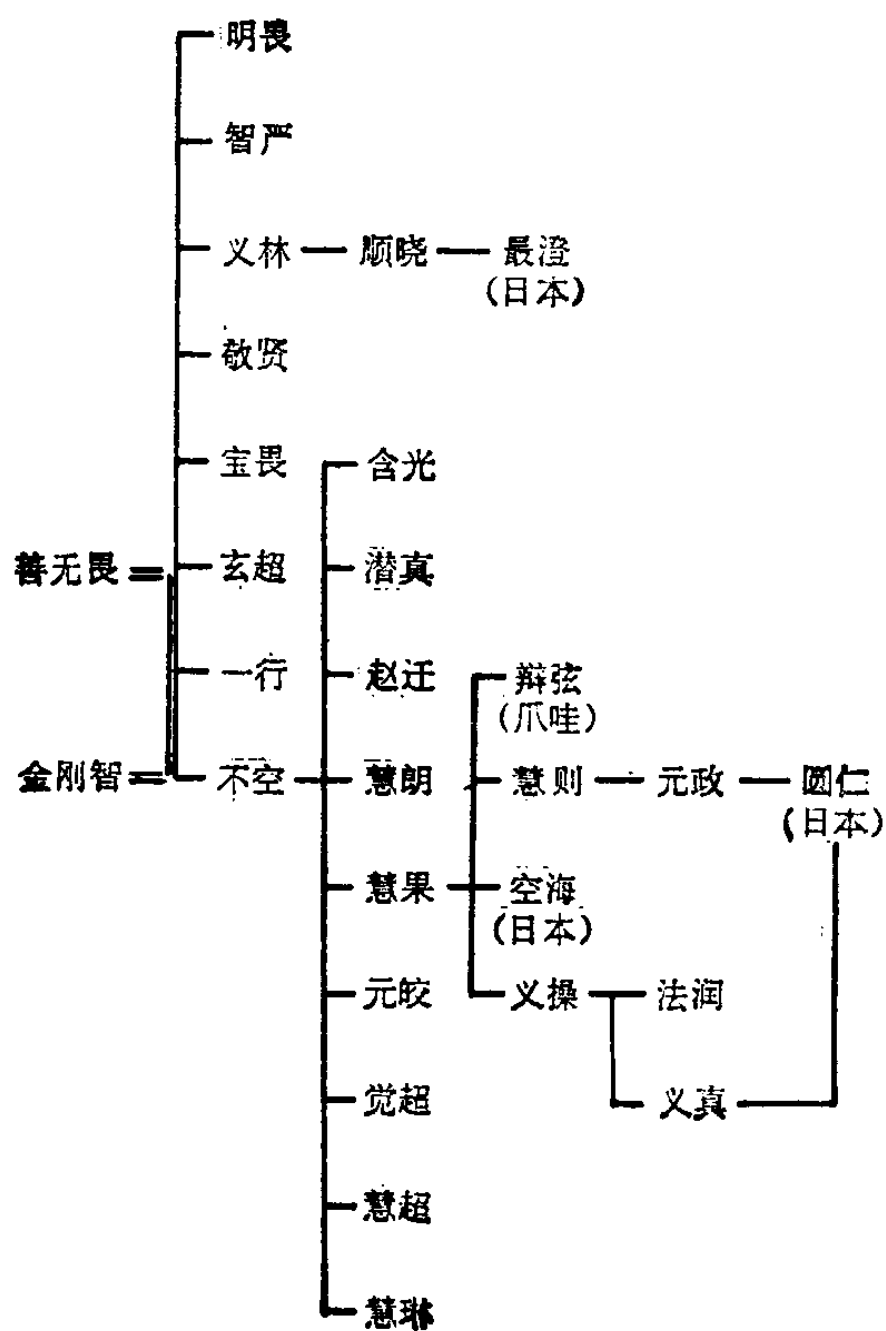 明畏
智严
义林 顺晓 最澄
(日本)
敬贤
宝畏 含光
善无畏 玄超 潜真
一行 赵迁 辩弦
(爪哇)
金刚智 不空 慧朗 慧则 元政 圆仁
(日本)
慧果 空海
(日本)
元皎 义操 法润
觉超 义真
慧超
慧琳